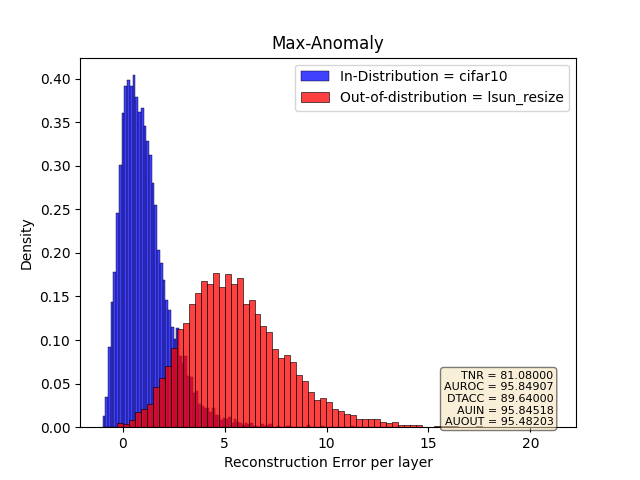 Max-Anomaly
In-Distribution = cifar10
Out-of-distribution = lsun_resize
Density
0.40
0.35
0.30
0.25
0.20
0.15
0.10
0.05
0.00
TNR = 81.08000
AUROC = 95.84907
DTACC = 89.64000
AUIN = 95.84518
AUOUT = 95.48203
0
5
10
15
20
Reconstruction Error per layer